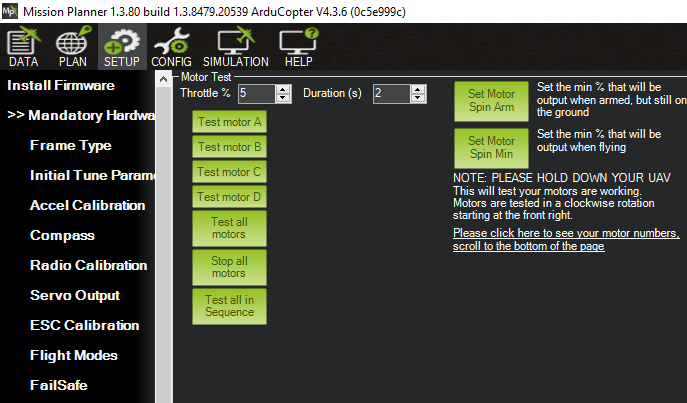 Mission Planner 1.3.80 build 1.3.8479.20539 ArduCopter V4.3.6 (0c5e999c)
DATA PLAN SETUP CONFIG SIMULATION HELP
Install Firmware
>> Mandatory Hardwa
Frame Type
Initial Tune Parame
Accel Calibration
Compass
Radio Calibration
Servo Output
ESC Calibration
Flight Modes
FailSafe
Motor Test
Throttle % 5 Duration (s) 2
Test motor A
Test motor B
Test motor C
Test motor D
Test all
motors
Stop all
motors
Test all in
Sequence
Set Motor
Spin Arm
Set the min % that will be
output when armed, but still on
the ground
Set Motor
Spin Min
Set the min % that will be
output when flying
NOTE: PLEASE HOLD DOWN YOUR UAV
This will test your motors are working.
Motors are tested in a clockwise rotation
starting at the front right.
Please click here to see your motor numbers,
scroll to the bottom of the page